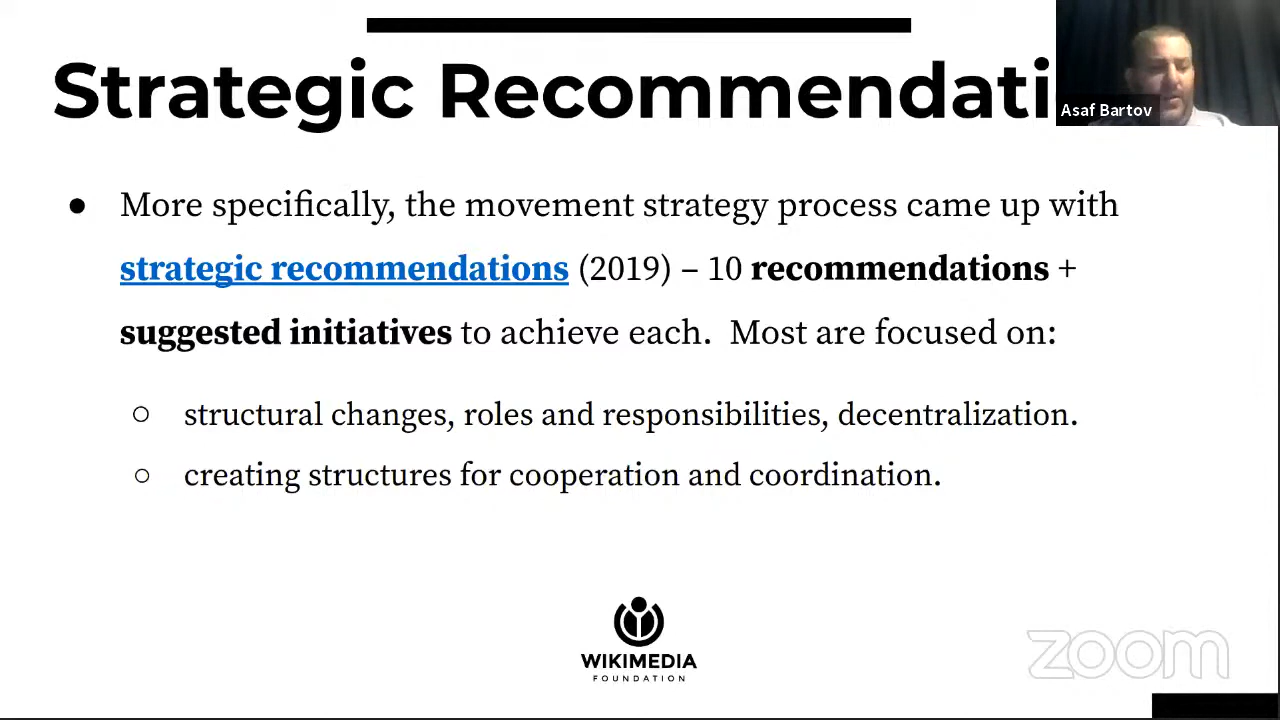 Strategic Recommendati
Asaf Bartov
● More specifically, the movement strategy process came up with
strategic recommendations (2019) – 10 recommendations +
suggested initiatives to achieve each.  Most are focused on:
○ structural changes, roles and responsibilities, decentralization.
○ creating structures for cooperation and coordination.
WIKIMEDIA
FOUNDATION
zoom